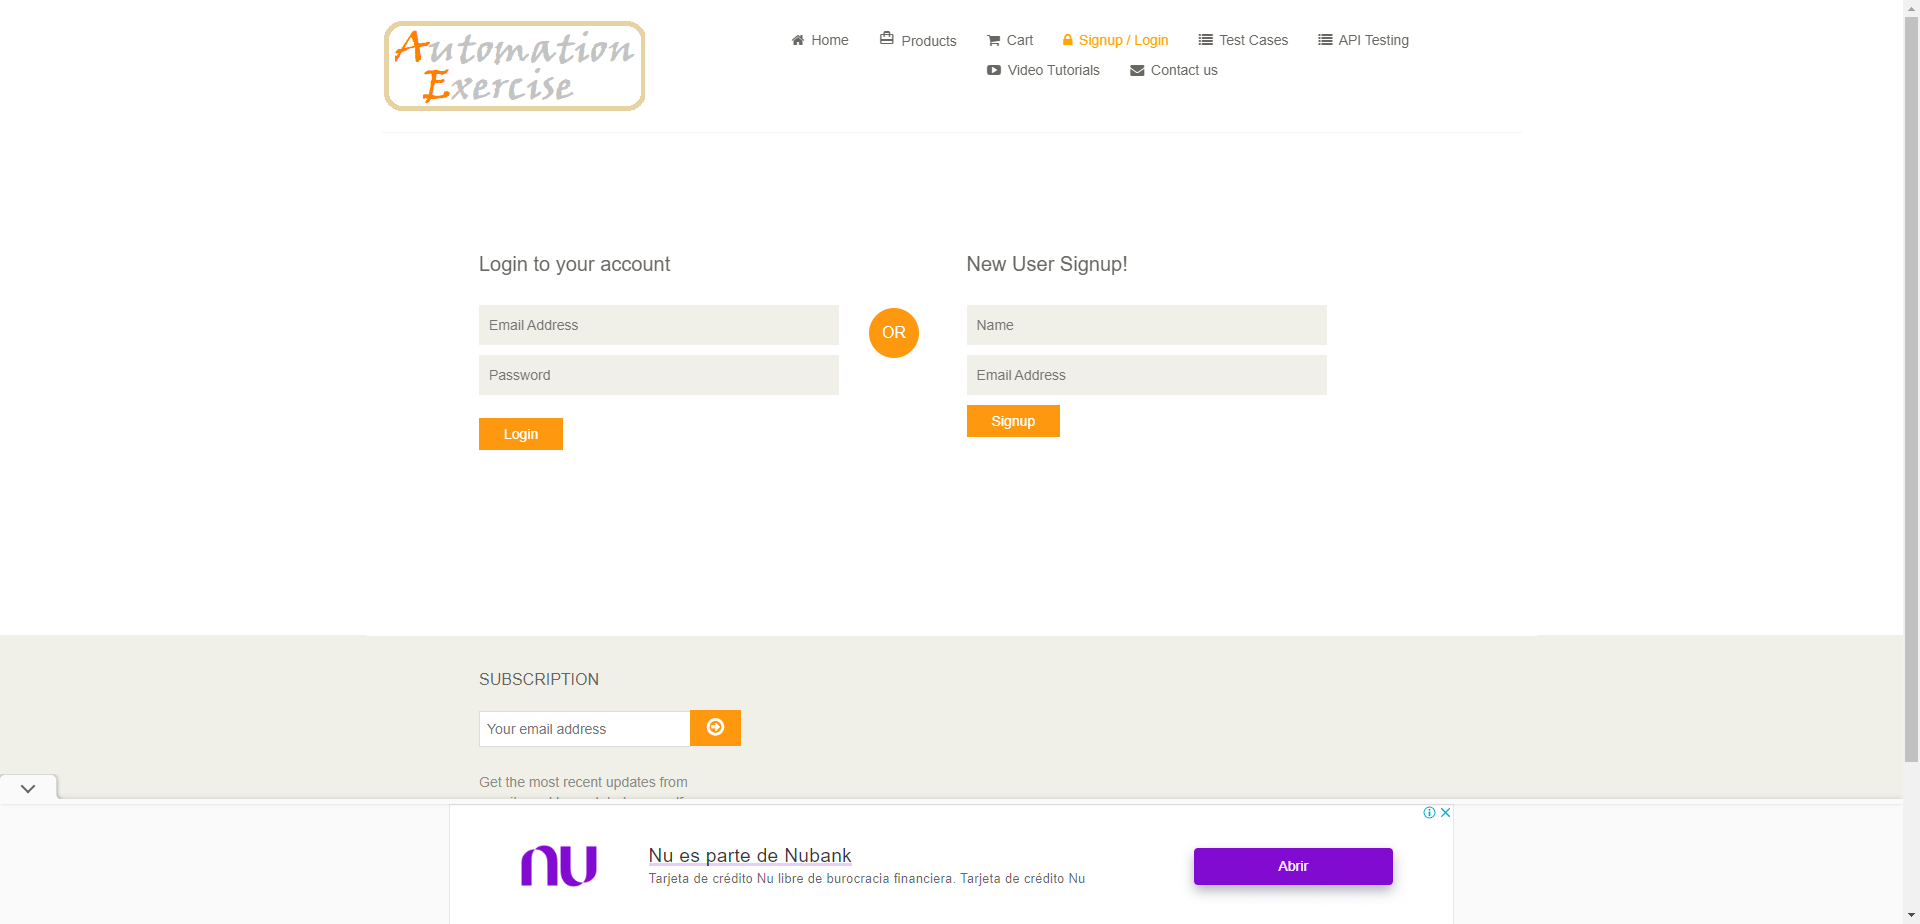 Automation
Exercise
Home
Products
Cart
Signup / Login
Test Cases
API Testing
Video Tutorials
Contact us
Login to your account
New User Signup!
Email Address
Password
Login
OR
Name
Email Address
Signup
SUBSCRIPTION
Your email address
Get the most recent updates from
nu
Nu es parte de Nubank
Tarjeta de crédito Nu libre de burocracia financiera. Tarjeta de crédito Nu
Abrir